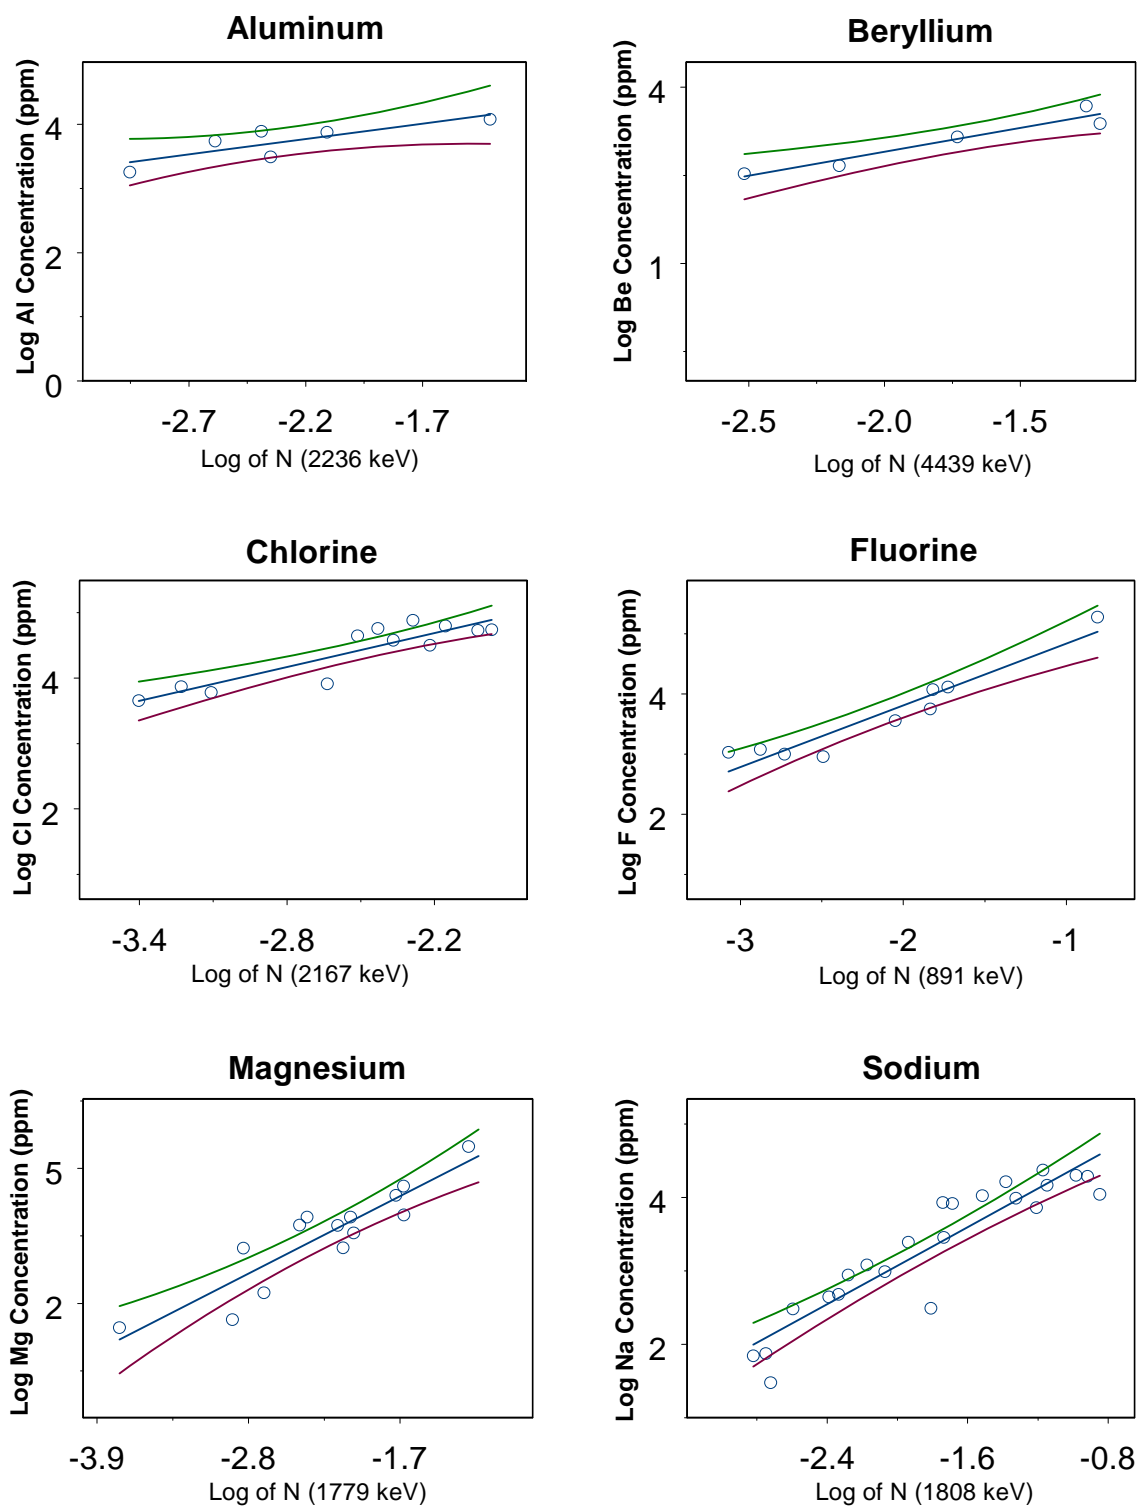 Aluminum
Log Al Concentration (ppm)
4
2
0
-2.7 -2.2 -1.7
Log of N (2236 keV)
Beryllium
Log Be Concentration (ppm)
4
1
-2.5 -2.0 -1.5
Log of N (4439 keV)
Chlorine
Log Cl Concentration (ppm)
4
2
-3.4 -2.8 -2.2
Log of N (2167 keV)
Fluorine
Log F Concentration (ppm)
4
2
-3 -2 -1
Log of N (891 keV)
Magnesium
Log Mg Concentration (ppm)
5
2
-3.9 -2.8 -1.7
Log of N (1779 keV)
Sodium
Log Na Concentration (ppm)
4
2
-2.4 -1.6 -0.8
Log of N (1808 keV)